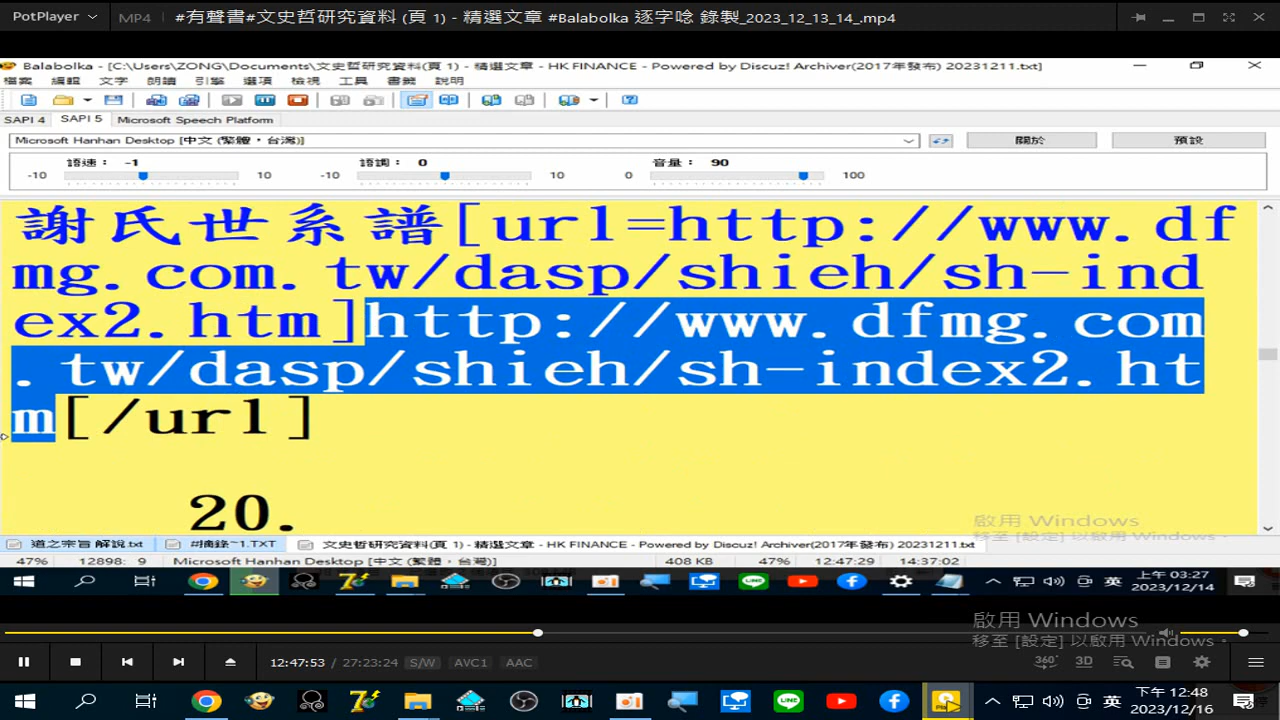 PotPlayer MP4 #有聲書#文史哲研究資料 (頁 1) - 精選文章 #Balabolka 逐字唸 錄製_2023_12_13_14_.mp4
Balabolka - [C:\Users\ZONG\Documents\文史哲研究資料(頁 1) - 精選文章 - HK FINANCE - Powered by Discuz! Archiver(2017年發布) 20231211.txt]
檔案 編輯 文字 朗讀 引擎 選項 檢視 工具 書籤 說明
SAPI 4 SAPI 5 Microsoft Speech Platform
Microsoft Hanhan Desktop [中文 (繁體，台灣)] 關於 預設
語速： -1 語調： 0 音量： 90
-10 10 -10 10 0 100
謝氏世系譜[url=http://www.df
mg.com.tw/dasp/shieh/sh-ind
ex2.htm]http://www.dfmg.com
.tw/dasp/shieh/sh-index2.ht
m[/url]
20.
啟用 Windows
移至 [設定] 以啟用 Windows。
道之宗旨 解說.txt #摘錄~1.TXT 文史哲研究資料(頁 1) - 精選文章 - HK FINANCE - Powered by Discuz! Archiver(2017年發布) 20231211.txt
47% 12898: 9 Microsoft Hanhan Desktop [中文 (繁體，台灣)] 408 KB 47% 12:47:29 14:37:02
英 上午 03:27
2023/12/14
啟用 Windows
移至 [設定] 以啟用 Windows。
12:47:53 / 27:23:24 S/W AVC1 AAC 360° 3D
英 下午 12:48
2023/12/16